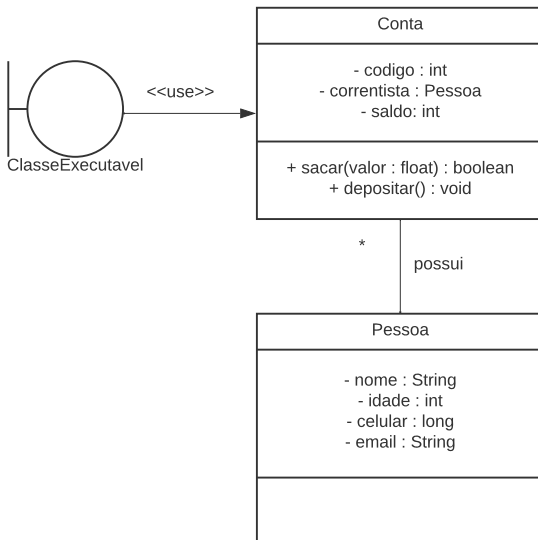 Conta
- codigo : int
- correntista : Pessoa
- saldo: int
<<use>>
ClasseExecutavel
+ sacar(valor : float) : boolean
+ depositar() : void
*
possui
Pessoa
- nome : String
- idade : int
- celular : long
- email : String